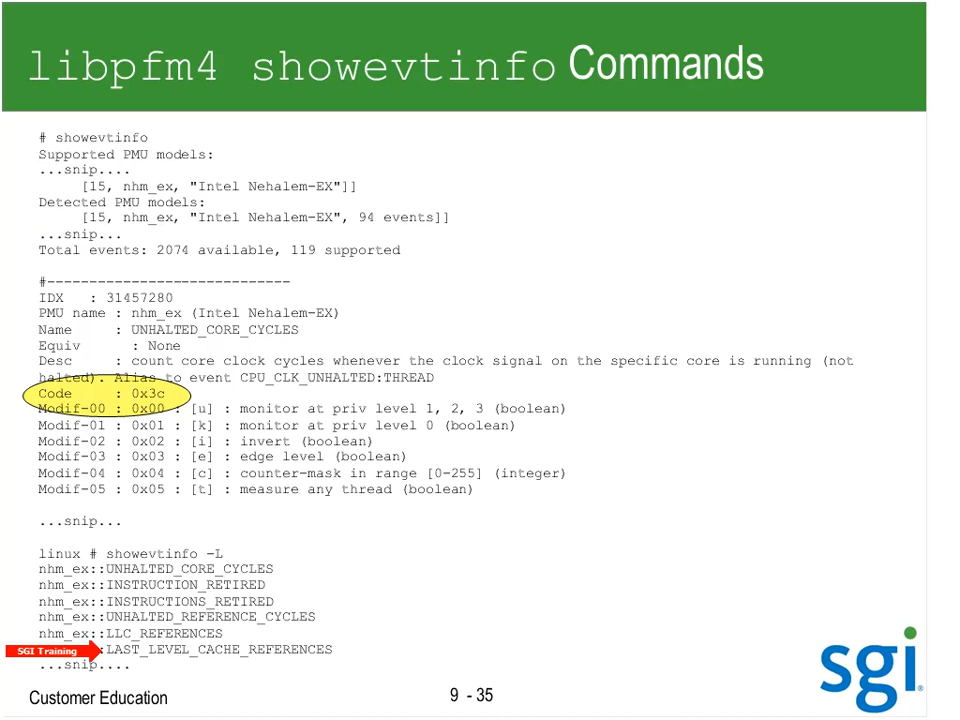 libpfm4 showevtinfo Commands
# showevtinfo
Supported PMU models:
...snip....
[15, nhm_ex, "Intel Nehalem-EX"]]
Detected PMU models:
[15, nhm_ex, "Intel Nehalem-EX", 94 events]]
...snip...
Total events: 2074 available, 119 supported
#-----------------------------
IDX : 31457280
PMU name : nhm_ex (Intel Nehalem-EX)
Name : UNHALTED_CORE_CYCLES
Equiv : None
Desc : count core clock cycles whenever the clock signal on the specific core is running (not
halted). Alias to event CPU_CLK_UNHALTED:THREAD
Code : 0x3c
Modif-00 : 0x00 : [u] : monitor at priv level 1, 2, 3 (boolean)
Modif-01 : 0x01 : [k] : monitor at priv level 0 (boolean)
Modif-02 : 0x02 : [i] : invert (boolean)
Modif-03 : 0x03 : [e] : edge level (boolean)
Modif-04 : 0x04 : [c] : counter-mask in range [0-255] (integer)
Modif-05 : 0x05 : [t] : measure any thread (boolean)
...snip...
linux # showevtinfo -L
nhm_ex::UNHALTED_CORE_CYCLES
nhm_ex::INSTRUCTION_RETIRED
nhm_ex::INSTRUCTIONS_RETIRED
nhm_ex::UNHALTED_REFERENCE_CYCLES
nhm_ex::LLC_REFERENCES
SGI Training :LAST_LEVEL_CACHE_REFERENCES
...snip....
sgi®
Customer Education 9 - 35